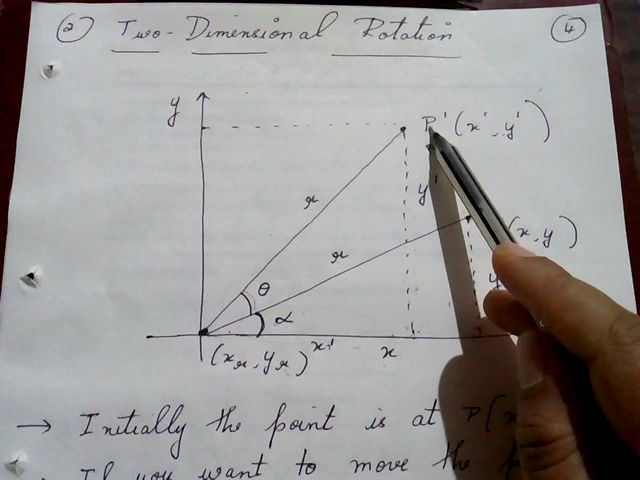 ② Two-Dimensional Rotation ④
y
P'(x', y')
r
y'
r
(x, y)
θ
y
α
(xr, yr) x' x
→ Initially the point is at P(x
→ If you want to move the